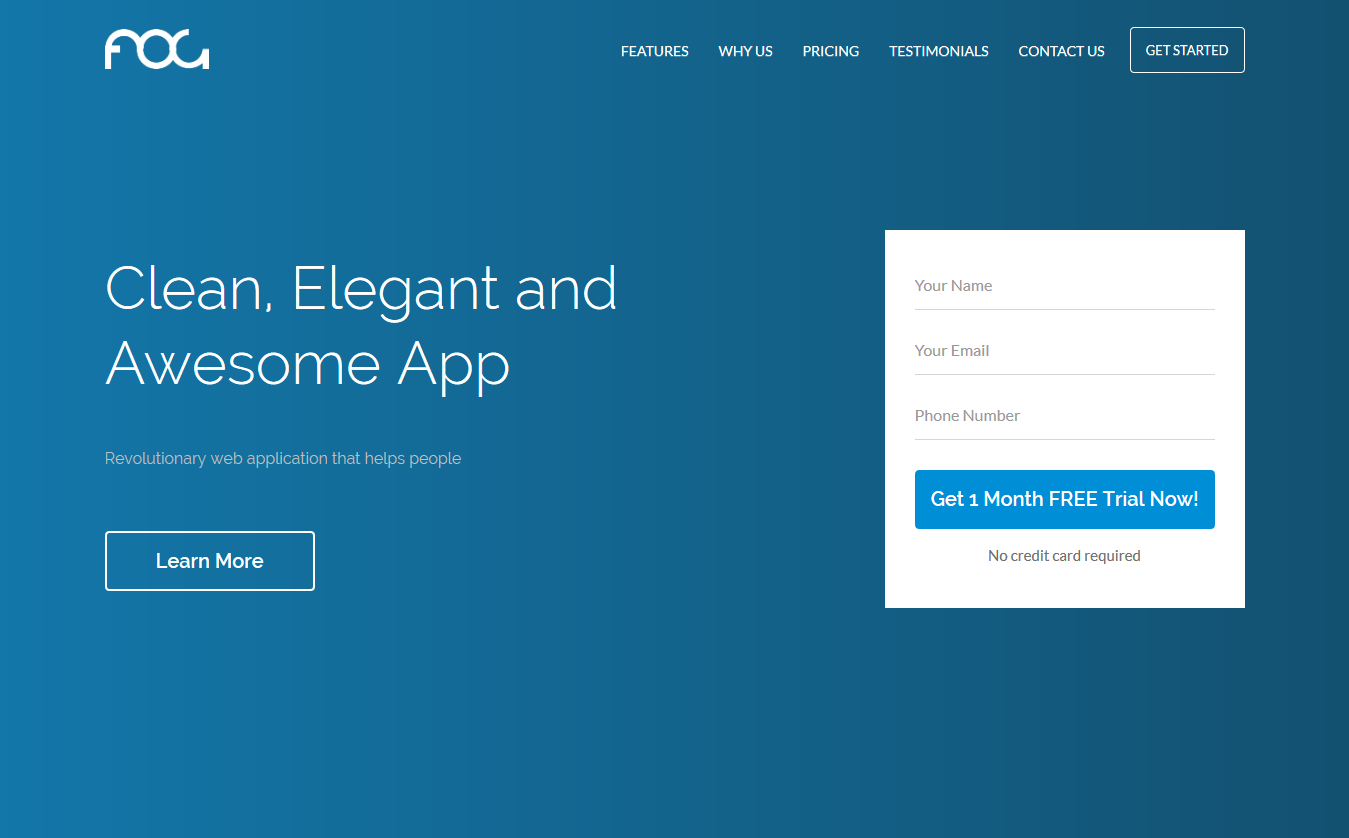 FOG
FEATURES WHY US PRICING TESTIMONIALS CONTACT US GET STARTED
Clean, Elegant and
Awesome App
Revolutionary web application that helps people
Learn More
Your Name
Your Email
Phone Number
Get 1 Month FREE Trial Now!
No credit card required